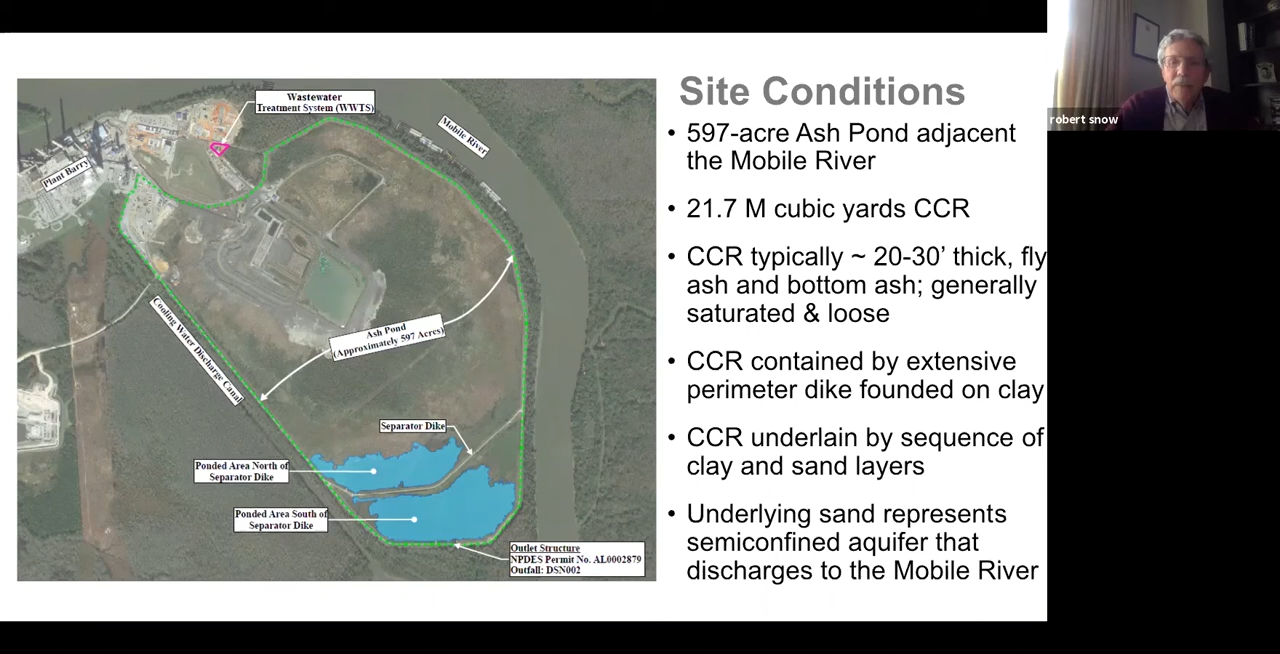 Wastewater
Treatment System (WWTS)
Mobile River
Plant Barry
Cooling Water Discharge Canal
Ash Pond
(Approximately 597 Acres)
Separator Dike
Ponded Area North of
Separator Dike
Ponded Area South of
Separator Dike
Outlet Structure
NPDES Permit No. AL0002879
Outfall: DSN002
Site Conditions
• 597-acre Ash Pond adjacent
the Mobile River
• 21.7 M cubic yards CCR
• CCR typically ~ 20-30’ thick, fly
ash and bottom ash; generally
saturated & loose
• CCR contained by extensive
perimeter dike founded on clay
• CCR underlain by sequence of
clay and sand layers
• Underlying sand represents
semiconfined aquifer that
discharges to the Mobile River
robert snow